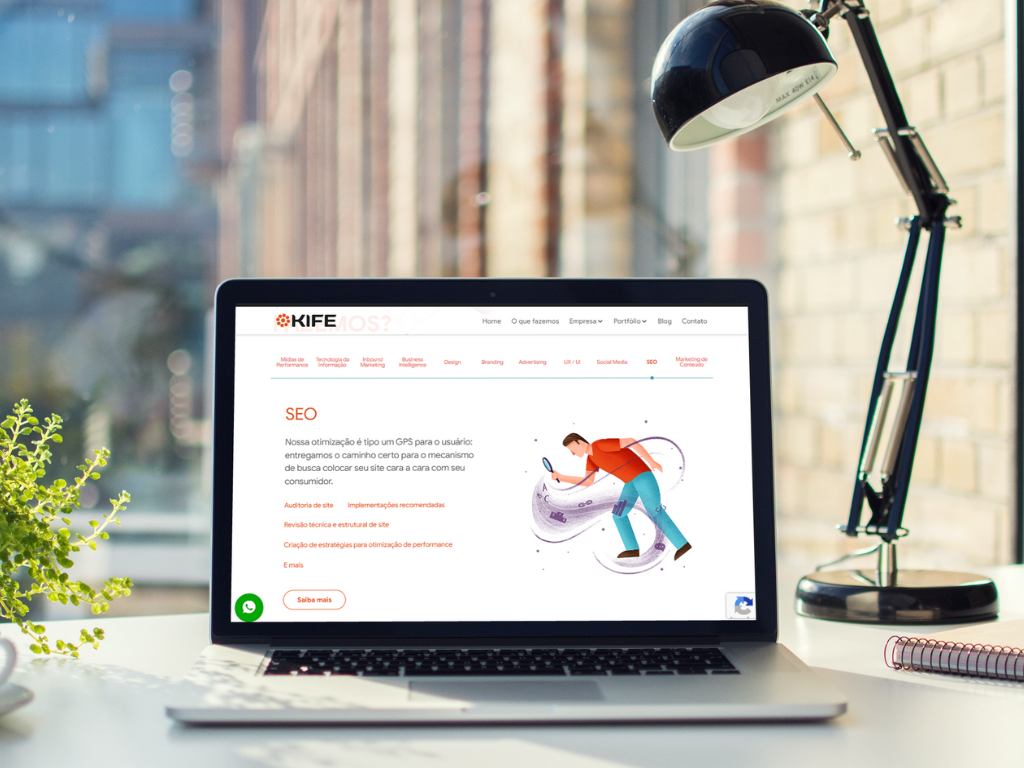 MAX 40W E14
KIFE
MOS?
Home O que fazemos Empresa Portfólio Blog Contato
Mídias de Performance Tecnologia da Informação Inbound Marketing Business Intelligence Design Branding Advertising UX / UI Social Media SEO Marketing de Conteúdo
SEO
Nossa otimização é tipo um GPS para o usuário:
entregamos o caminho certo para o mecanismo
de busca colocar seu site cara a cara com seu
consumidor.
Auditoria de site Implementações recomendadas
Revisão técnica e estrutural de site
Criação de estratégias para otimização de performance
E mais
Saiba mais